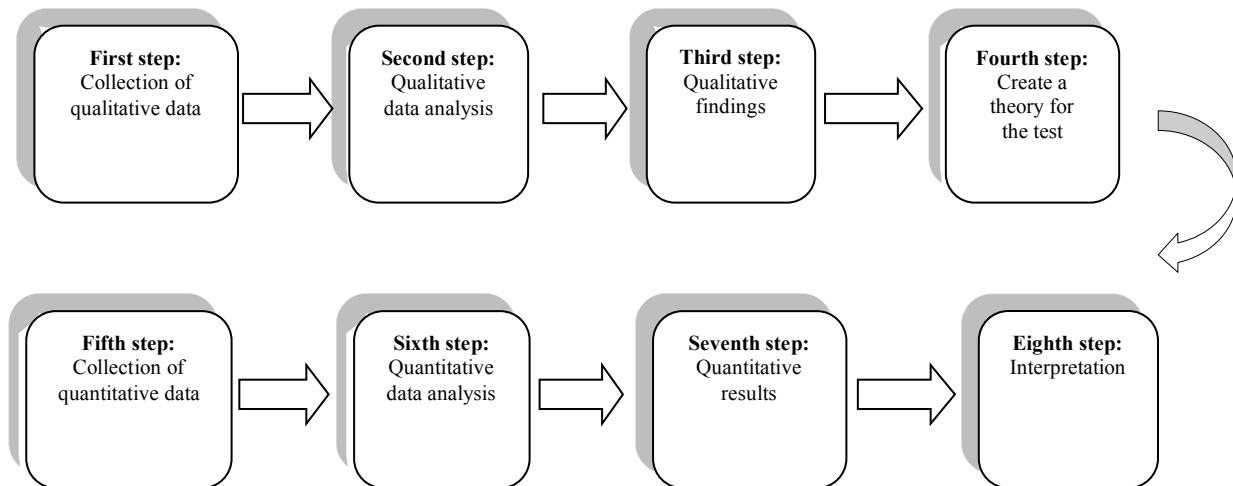 First step:
Collection of
qualitative data
Second step:
Qualitative
data analysis
Third step:
Qualitative
findings
Fourth step:
Create a
theory for
the test
Fifth step:
Collection of
quantitative data
Sixth step:
Quantitative
data analysis
Seventh step:
Quantitative
results
Eighth step:
Interpretation